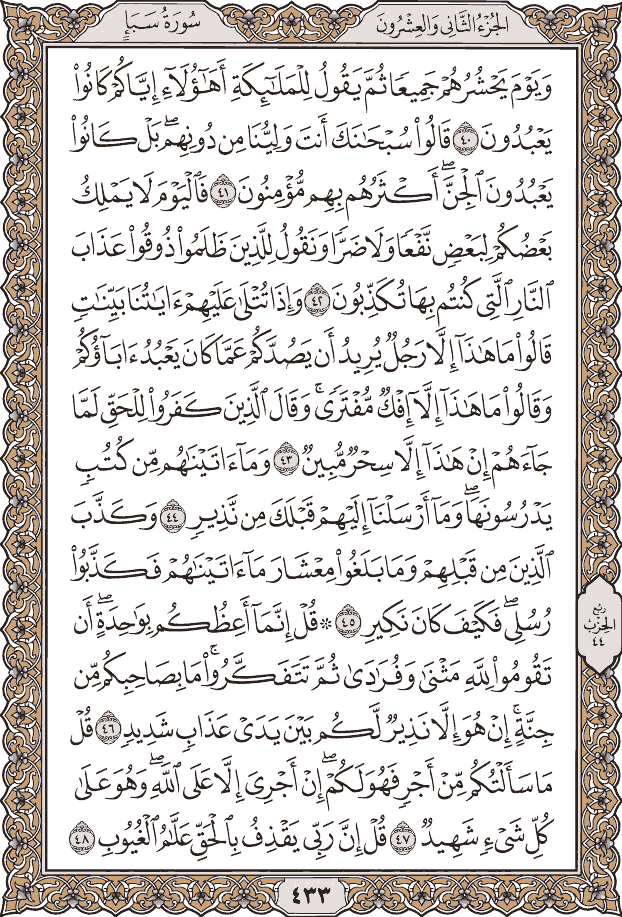 الجزء الثاني والعشرون
سورة سبإ
وَيَوْمَ يَحْشُرُهُمْ جَمِيعًا ثُمَّ يَقُولُ لِلْمَلَٰٓئِكَةِ أَهَٰٓؤُلَآءِ إِيَّاكُمْ كَانُوا۟
يَعْبُدُونَ ٤٠ قَالُوا۟ سُبْحَٰنَكَ أَنتَ وَلِيُّنَا مِن دُونِهِمۖ بَلْ كَانُوا۟
يَعْبُدُونَ ٱلْجِنَّۖ أَكْثَرُهُم بِهِم مُّؤْمِنُونَ ٤١ فَٱلْيَوْمَ لَا يَمْلِكُ
بَعْضُكُمْ لِبَعْضٍ نَّفْعًا وَلَا ضَرًّا وَنَقُولُ لِلَّذِينَ ظَلَمُوا۟ ذُوقُوا۟ عَذَابَ
ٱلنَّارِ ٱلَّتِى كُنتُم بِهَا تُكَذِّبُونَ ٤٢ وَإِذَا تُتْلَىٰ عَلَيْهِمْ ءَايَٰتُنَا بَيِّنَٰتٍ
قَالُوا۟ مَا هَٰذَآ إِلَّا رَجُلٌ يُرِيدُ أَن يَصُدَّكُمْ عَمَّا كَانَ يَعْبُدُ ءَابَآؤُكُمْ
وَقَالُوا۟ مَا هَٰذَآ إِلَّآ إِفْكٌ مُّفْتَرًىۚ وَقَالَ ٱلَّذِينَ كَفَرُوا۟ لِلْحَقِّ لَمَّا
جَآءَهُمْ إِنْ هَٰذَآ إِلَّا سِحْرٌ مُّبِينٌ ٤٣ وَمَآ ءَاتَيْنَٰهُم مِّن كُتُبٍ
يَدْرُسُونَهَاۖ وَمَآ أَرْسَلْنَآ إِلَيْهِمْ قَبْلَكَ مِن نَّذِيرٍ ٤٤ وَكَذَّبَ
ٱلَّذِينَ مِن قَبْلِهِمْ وَمَا بَلَغُوا۟ مِعْشَارَ مَآ ءَاتَيْنَٰهُمْ فَكَذَّبُوا۟
رُسُلِىۖ فَكَيْفَ كَانَ نَكِيرِ ٤٥ ۞ قُلْ إِنَّمَآ أَعِظُكُم بِوَٰحِدَةٍۖ أَن
تَقُومُوا۟ لِلَّهِ مَثْنَىٰ وَفُرَٰدَىٰ ثُمَّ تَتَفَكَّرُوا۟ۚ مَا بِصَاحِبِكُم مِّن
جِنَّةٍۚ إِنْ هُوَ إِلَّا نَذِيرٌ لَّكُم بَيْنَ يَدَىْ عَذَابٍ شَدِيدٍ ٤٦ قُلْ
مَا سَأَلْتُكُم مِّنْ أَجْرٍ فَهُوَ لَكُمْۖ إِنْ أَجْرِىَ إِلَّا عَلَى ٱللَّهِۖ وَهُوَ عَلَىٰ
كُلِّ شَىْءٍ شَهِيدٌ ٤٧ قُلْ إِنَّ رَبِّى يَقْذِفُ بِٱلْحَقِّ عَلَّٰمُ ٱلْغُيُوبِ ٤٨
ربع
الحزب
٤٤
٤٣٣